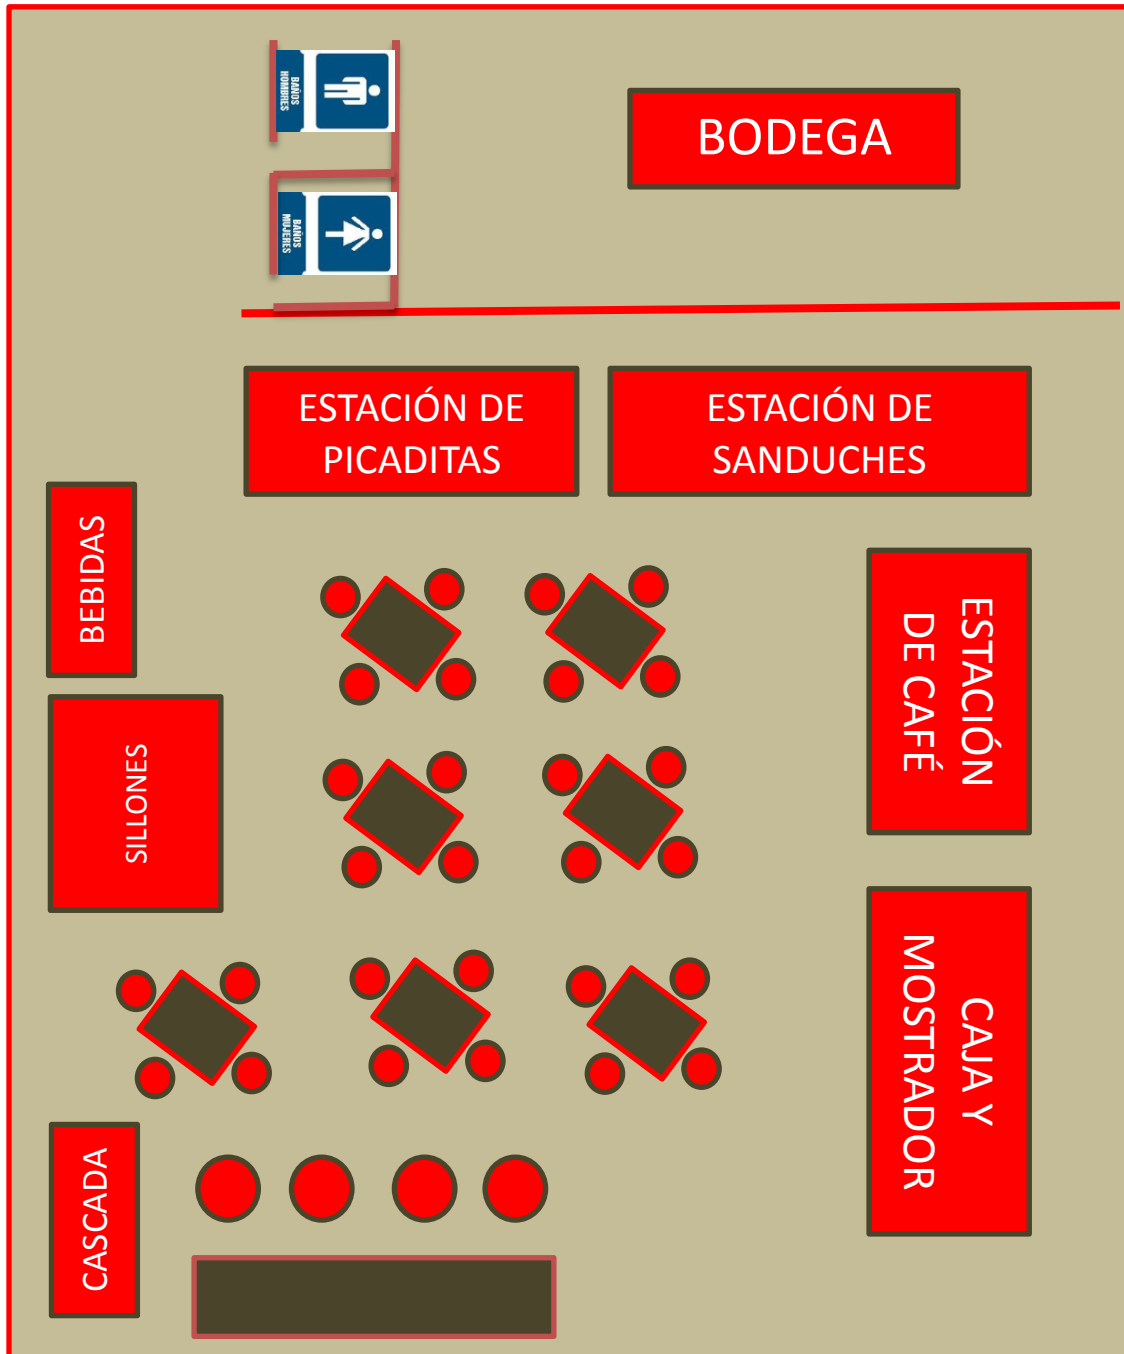 BAÑOS
HOMBRES
BODEGA
BAÑOS
MUJERES
ESTACIÓN DE
PICADITAS
ESTACIÓN DE
SANDUCHES
BEBIDAS
ESTACIÓN
DE CAFÉ
SILLONES
CAJA Y
MOSTRADOR
CASCADA